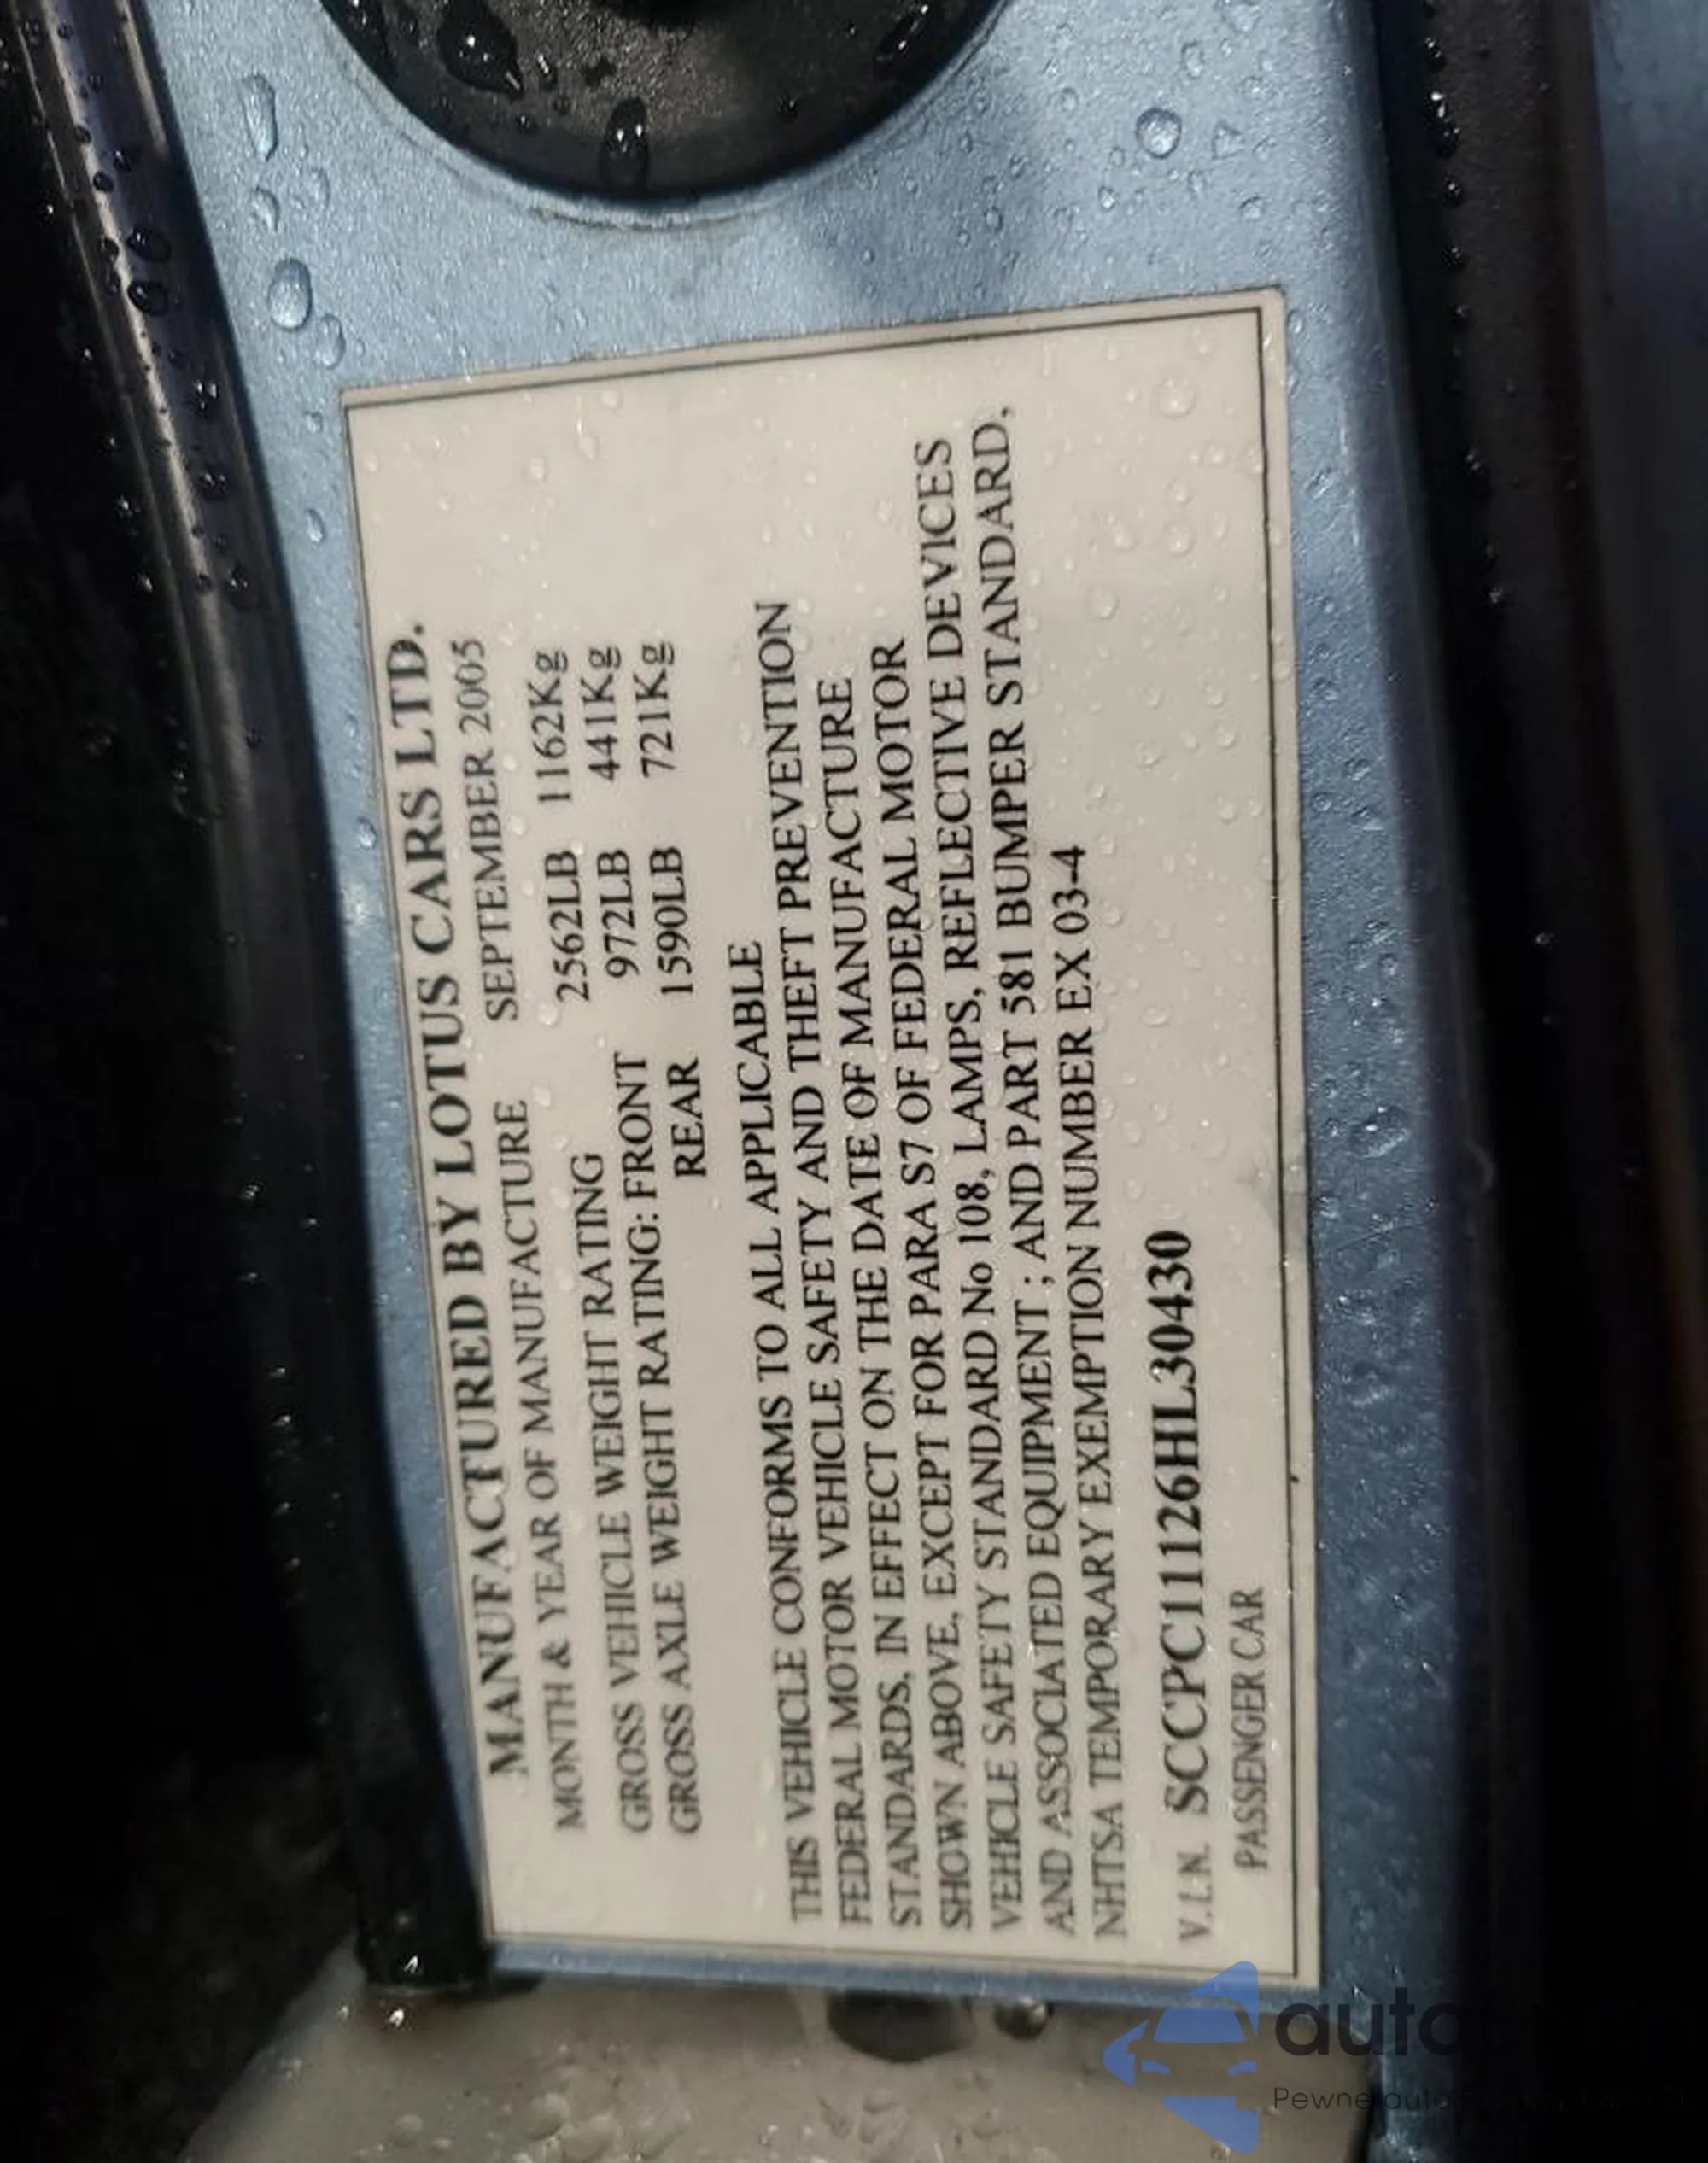 MANUFACTURED BY LOTUS CARS LTD.
MONTH & YEAR OF MANUFACTURE SEPTEMBER 2005
GROSS VEHICLE WEIGHT RATING 2562LB 1162Kg
GROSS AXLE WEIGHT RATING: FRONT 972LB 441Kg
REAR 1590LB 721Kg
THIS VEHICLE CONFORMS TO ALL APPLICABLE
FEDERAL MOTOR VEHICLE SAFETY AND THEFT PREVENTION
STANDARDS, IN EFFECT ON THE DATE OF MANUFACTURE
SHOWN ABOVE, EXCEPT FOR PARA S7 OF FEDERAL MOTOR
VEHICLE SAFETY STANDARD No 108, LAMPS, REFLECTIVE DEVICES
AND ASSOCIATED EQUIPMENT ; AND PART 581 BUMPER STANDARD,
NHTSA TEMPORARY EXEMPTION NUMBER EX 03-4
V.I.N. SCCPC11126HL30430
PASSENGER CAR